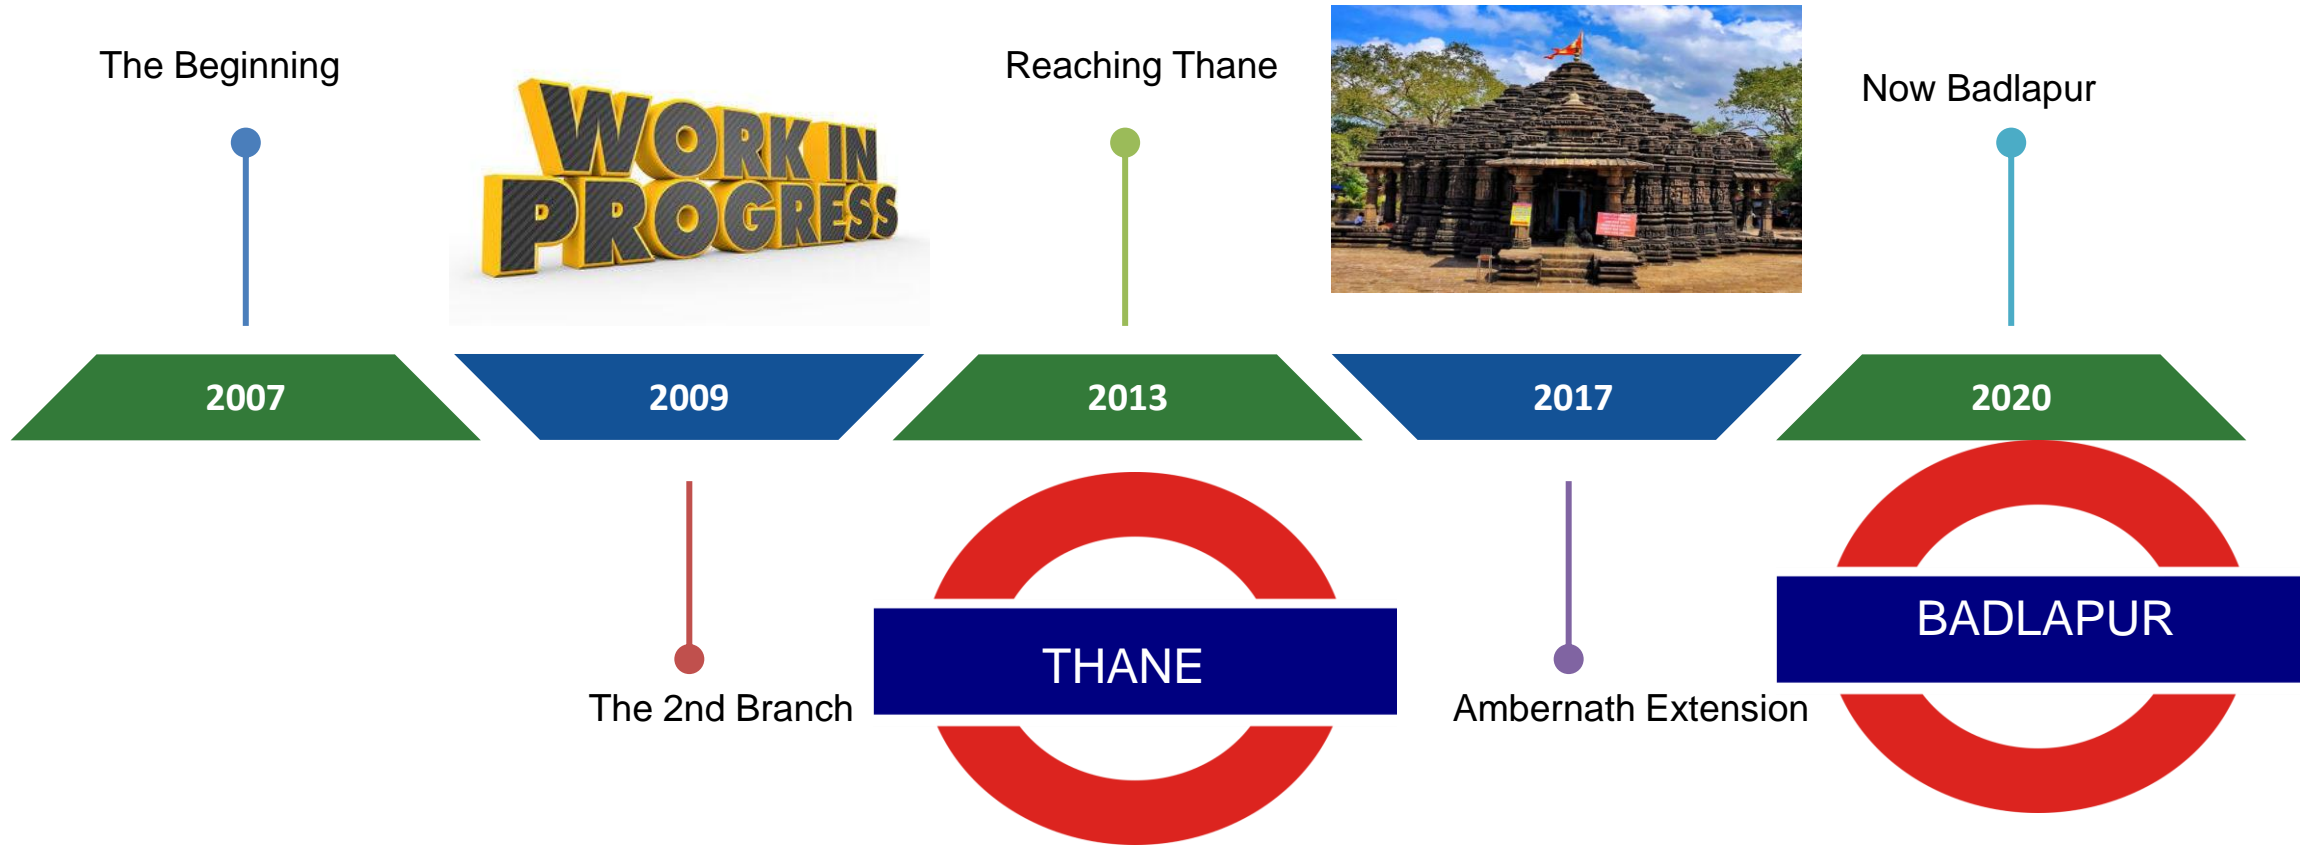 The Beginning
WORK IN
PROGRESS
Reaching Thane
Now Badlapur
2007
2009
2013
2017
2020
The 2nd Branch
THANE
Ambernath Extension
BADLAPUR